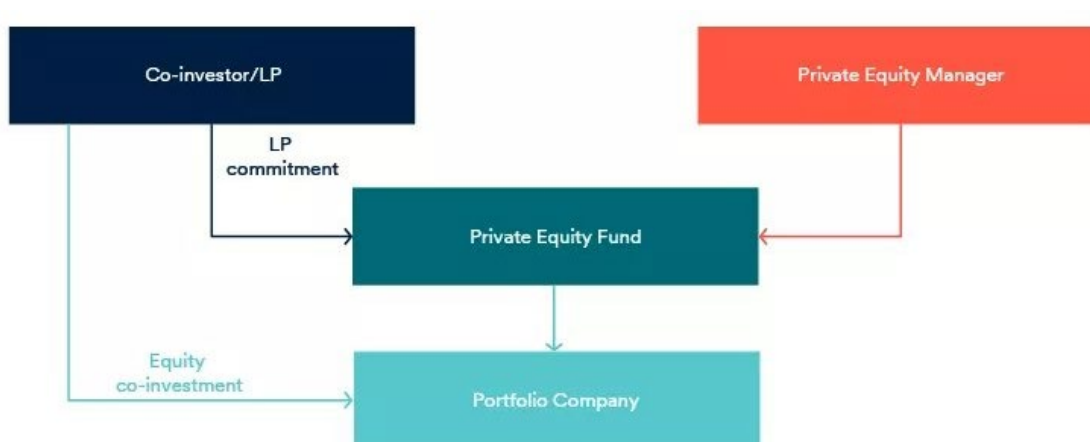 Co-investor/LP
Private Equity Manager
LP
commitment
Private Equity Fund
Equity
co-investment
Portfolio Company